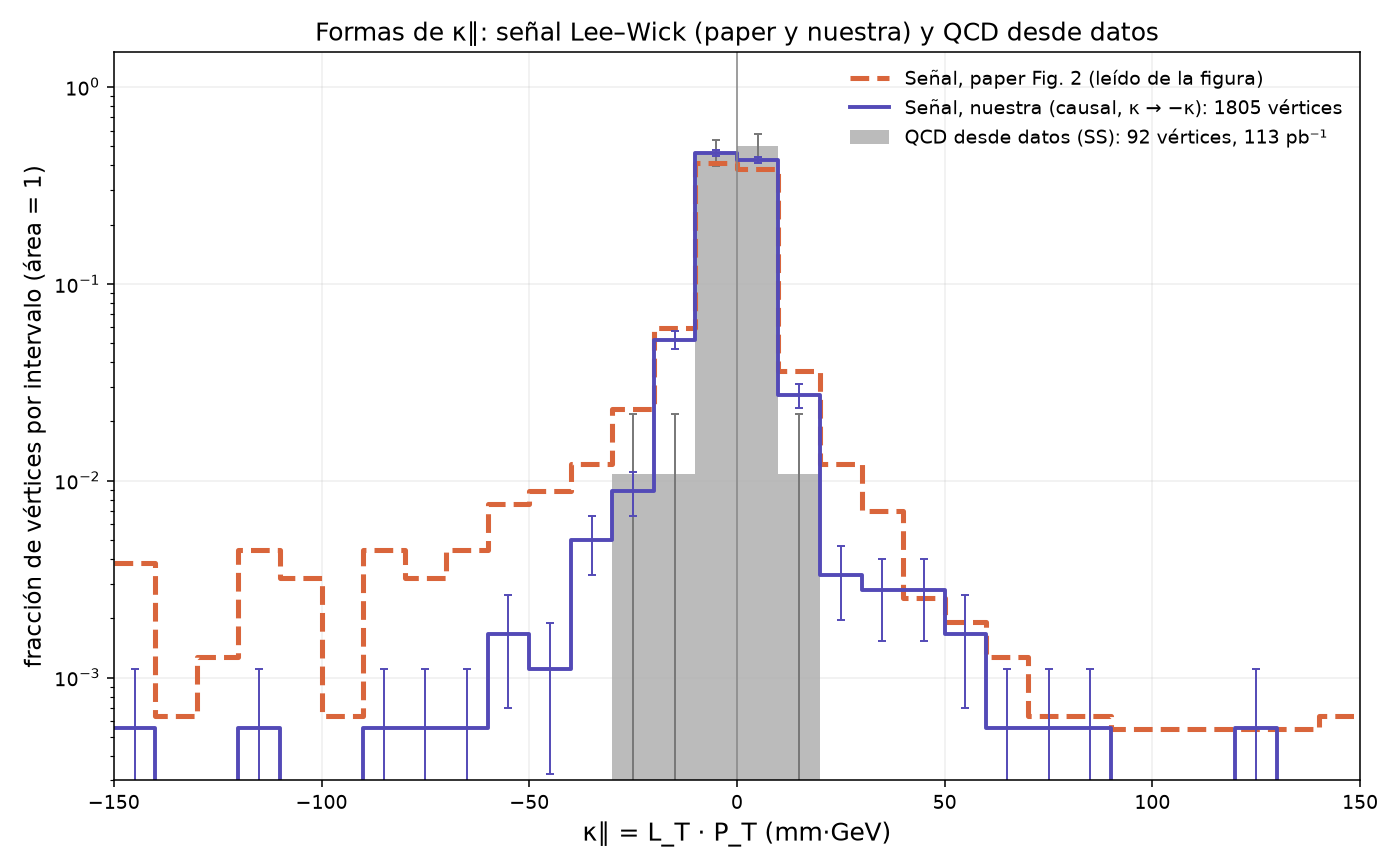 Formas de κ∥: señal Lee–Wick (paper y nuestra) y QCD desde datos
Señal, paper Fig. 2 (leído de la figura)
Señal, nuestra (causal, κ → −κ): 1805 vértices
QCD desde datos (SS): 92 vértices, 113 pb⁻¹
fracción de vértices por intervalo (área = 1)
10⁰
10⁻¹
10⁻²
10⁻³
−150 −100 −50 0 50 100 150
κ∥ = L_T · P_T (mm·GeV)